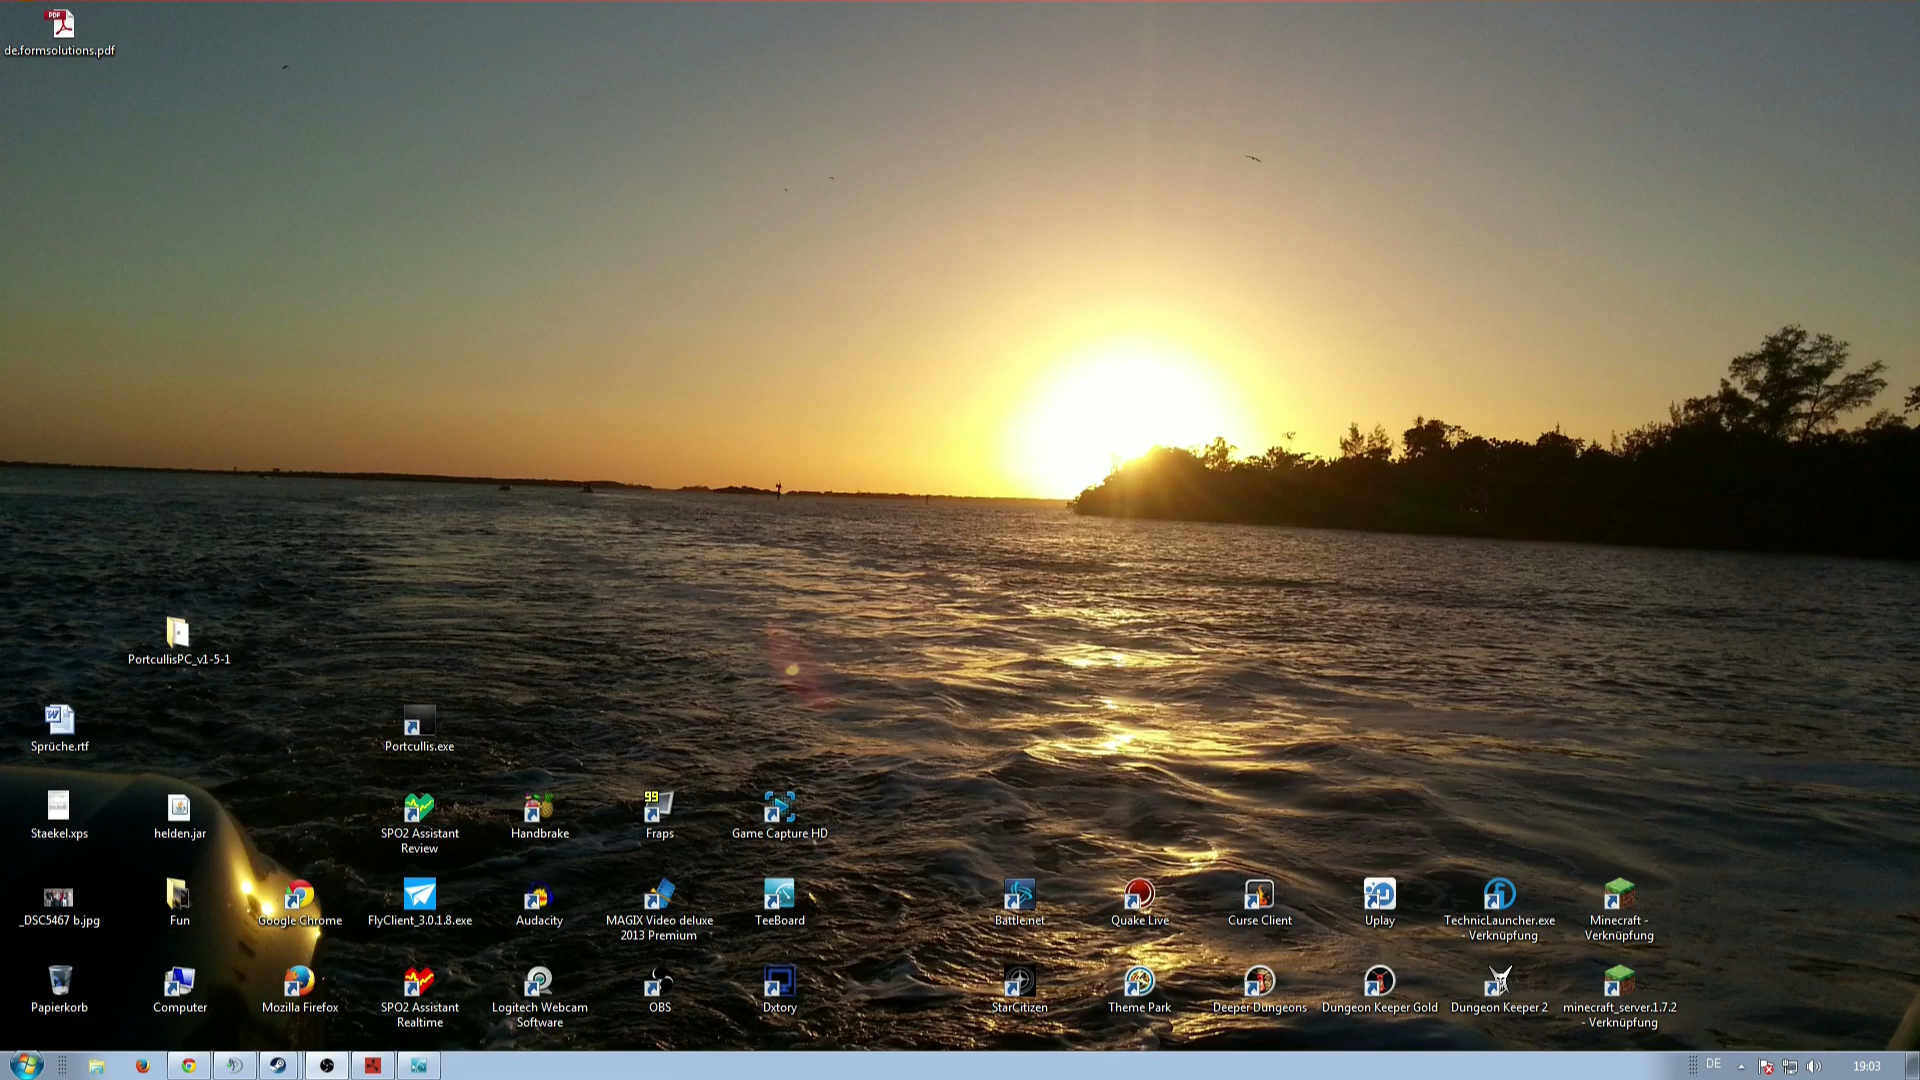 PDF
de.formsolutions.pdf
PortcullisPC_v1-5-1
Sprüche.rtf
Portcullis.exe
Staekel.xps
helden.jar
SPO2 Assistant
Review
Handbrake
99
Fraps
Game Capture HD
_DSC5467 b.jpg
Fun
Google Chrome
FlyClient_3.0.1.8.exe
Audacity
MAGIX Video deluxe
2013 Premium
TeeBoard
Battle.net
Quake Live
Curse Client
Uplay
TechnicLauncher.exe
- Verknüpfung
Minecraft -
Verknüpfung
Papierkorb
Computer
Mozilla Firefox
SPO2 Assistant
Realtime
Logitech Webcam
Software
OBS
Dxtory
StarCitizen
Theme Park
Deeper Dungeons
Dungeon Keeper Gold
Dungeon Keeper 2
minecraft_server.1.7.2
- Verknüpfung
DE
19:03